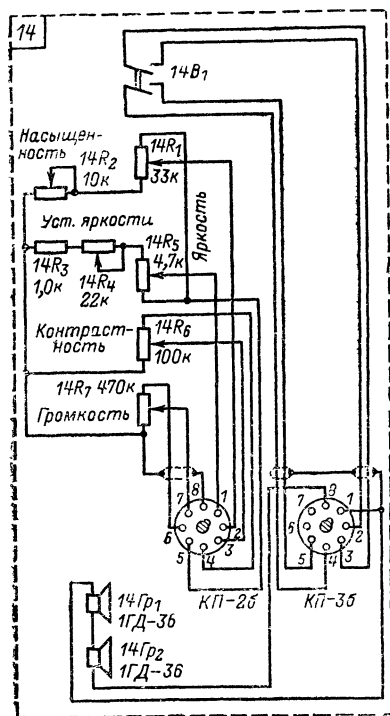 14
14В₁
Насыщен-
ность
14R₂
10к
14R₁
33к
Яркость
Уст. яркости
14R₃
1,0к
14R₄
22к
14R₅
4,7к
Контраст-
ность
14R₆
100к
14R₇ 470к
Громкость
8
7
1
6
2
5
4
3
КП-2б
8
7
1
6
2
5
4
3
КП-3б
14Гр₁
1ГД-36
14Гр₂
1ГД-36